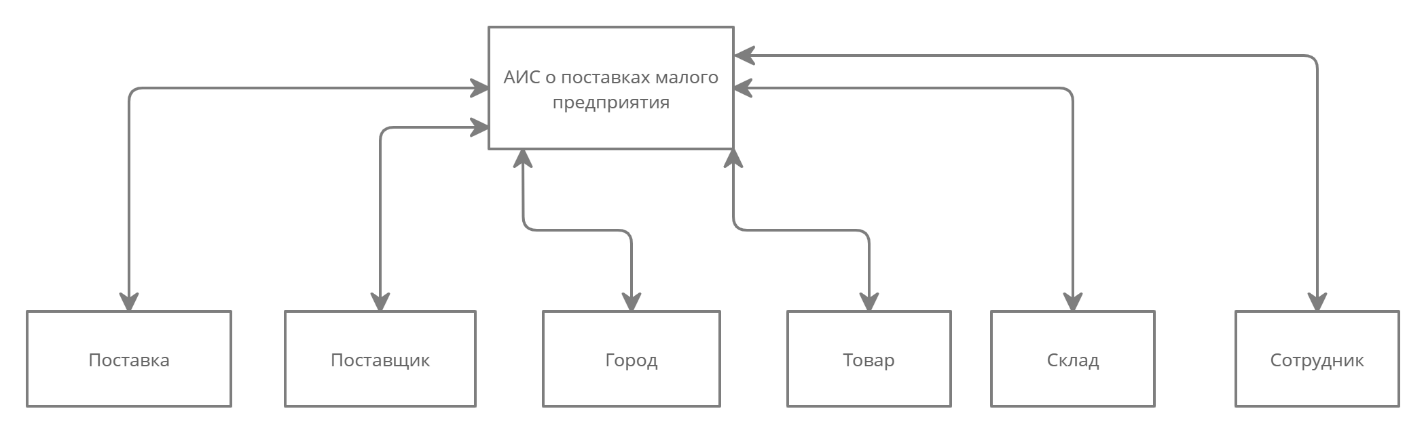 АИС о поставках малого
предприятия
Поставка
Поставщик
Город
Товар
Склад
Сотрудник